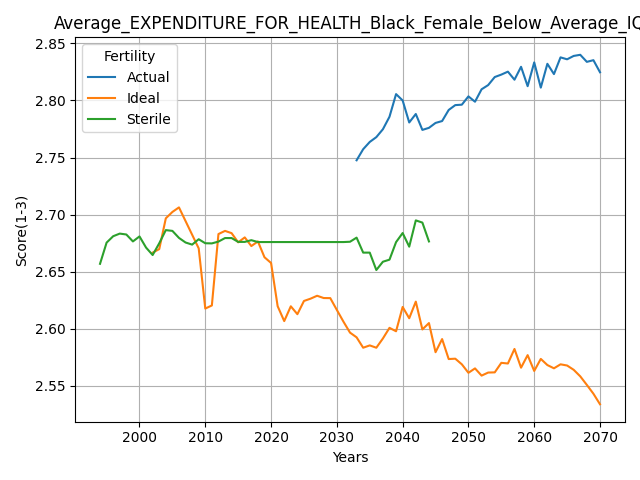 Average_EXPENDITURE_FOR_HEALTH_Black_Female_Below_Average_IQ
Fertility
Actual
Ideal
Sterile
2.85
2.80
2.75
2.70
2.65
2.60
2.55
Score(1-3)
2000 2010 2020 2030 2040 2050 2060 2070
Years